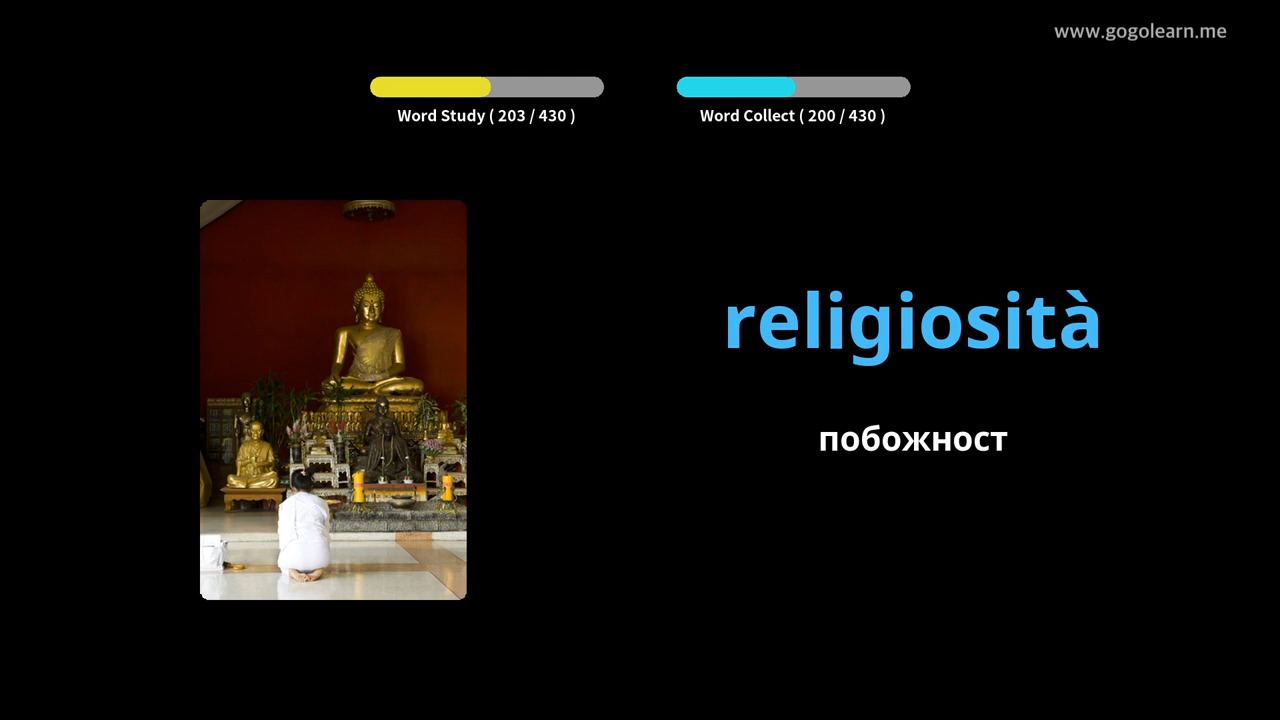 www.gogolearn.me
Word Study ( 203 / 430 )
Word Collect ( 200 / 430 )
religiosità
побожност